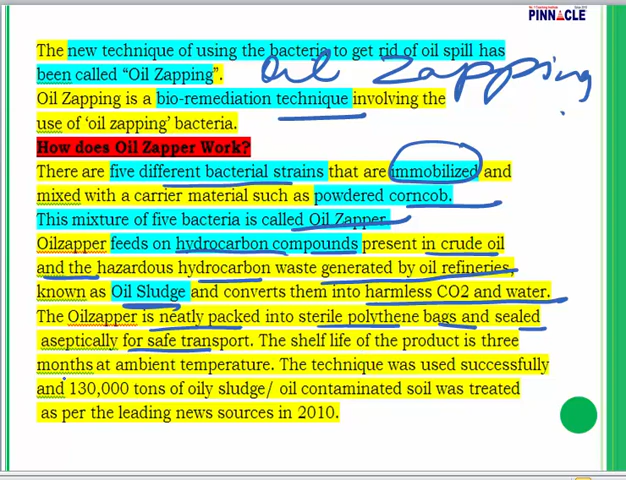 PINNACLE
The new technique of using the bacteria to get rid of oil spill has
been called “Oil Zapping”.
Oil Zapping
Oil Zapping is a bio-remediation technique involving the
use of ‘oil zapping’ bacteria.
How does Oil Zapper Work?
There are five different bacterial strains that are immobilized and
mixed with a carrier material such as powdered corncob.
This mixture of five bacteria is called Oil Zapper.
Oilzapper feeds on hydrocarbon compounds present in crude oil
and the hazardous hydrocarbon waste generated by oil refineries,
known as Oil Sludge and converts them into harmless CO2 and water.
The Oilzapper is neatly packed into sterile polythene bags and sealed
aseptically for safe transport. The shelf life of the product is three
months at ambient temperature. The technique was used successfully
and 130,000 tons of oily sludge/ oil contaminated soil was treated
as per the leading news sources in 2010.